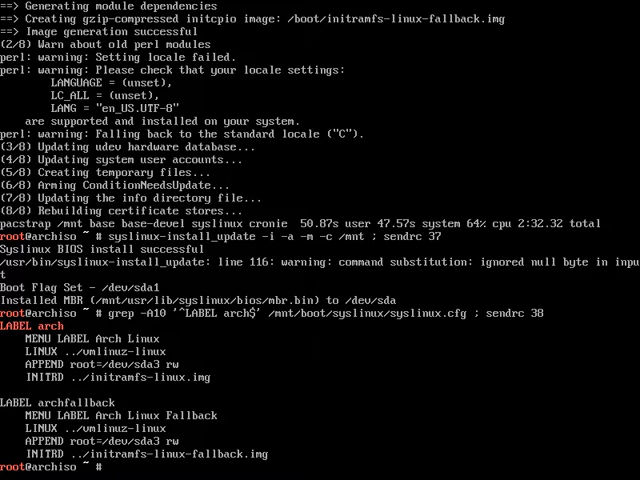 ==> Generating module dependencies
==> Creating gzip-compressed initcpio image: /boot/initramfs-linux-fallback.img
==> Image generation successful
(2/8) Warn about old perl modules
perl: warning: Setting locale failed.
perl: warning: Please check that your locale settings:
        LANGUAGE = (unset),
        LC_ALL = (unset),
        LANG = "en_US.UTF-8"
    are supported and installed on your system.
perl: warning: Falling back to the standard locale ("C").
(3/8) Updating udev hardware database...
(4/8) Updating system user accounts...
(5/8) Creating temporary files...
(6/8) Arming ConditionNeedsUpdate...
(7/8) Updating the info directory file...
(8/8) Rebuilding certificate stores...
pacstrap /mnt base base-devel syslinux cronie  50.87s user 47.57s system 64% cpu 2:32.32 total
root@archiso ~ # syslinux-install_update -i -a -m -c /mnt ; sendrc 37
Syslinux BIOS install successful
/usr/bin/syslinux-install_update: line 116: warning: command substitution: ignored null byte in inpu
t
Boot Flag Set - /dev/sda1
Installed MBR (/mnt/usr/lib/syslinux/bios/mbr.bin) to /dev/sda
root@archiso ~ # grep -A10 '^LABEL arch$' /mnt/boot/syslinux/syslinux.cfg ; sendrc 38
LABEL arch
    MENU LABEL Arch Linux
    LINUX ../vmlinuz-linux
    APPEND root=/dev/sda3 rw
    INITRD ../initramfs-linux.img

LABEL archfallback
    MENU LABEL Arch Linux Fallback
    LINUX ../vmlinuz-linux
    APPEND root=/dev/sda3 rw
    INITRD ../initramfs-linux-fallback.img
root@archiso ~ #